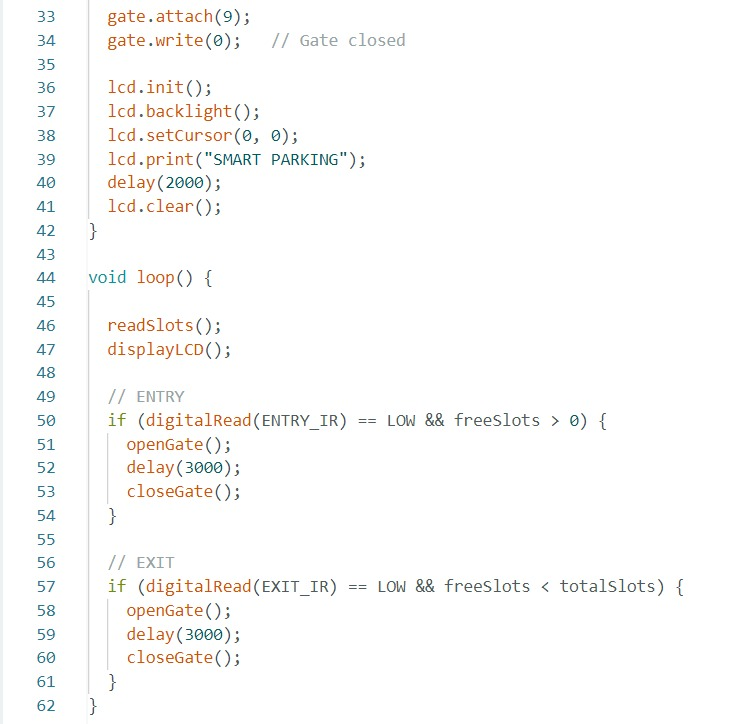 33 gate.attach(9);
34 gate.write(0);   // Gate closed
35
36 lcd.init();
37 lcd.backlight();
38 lcd.setCursor(0, 0);
39 lcd.print("SMART PARKING");
40 delay(2000);
41 lcd.clear();
42 }
43
44 void loop() {
45
46 readSlots();
47 displayLCD();
48
49 // ENTRY
50 if (digitalRead(ENTRY_IR) == LOW && freeSlots > 0) {
51 openGate();
52 delay(3000);
53 closeGate();
54 }
55
56 // EXIT
57 if (digitalRead(EXIT_IR) == LOW && freeSlots < totalSlots) {
58 openGate();
59 delay(3000);
60 closeGate();
61 }
62 }